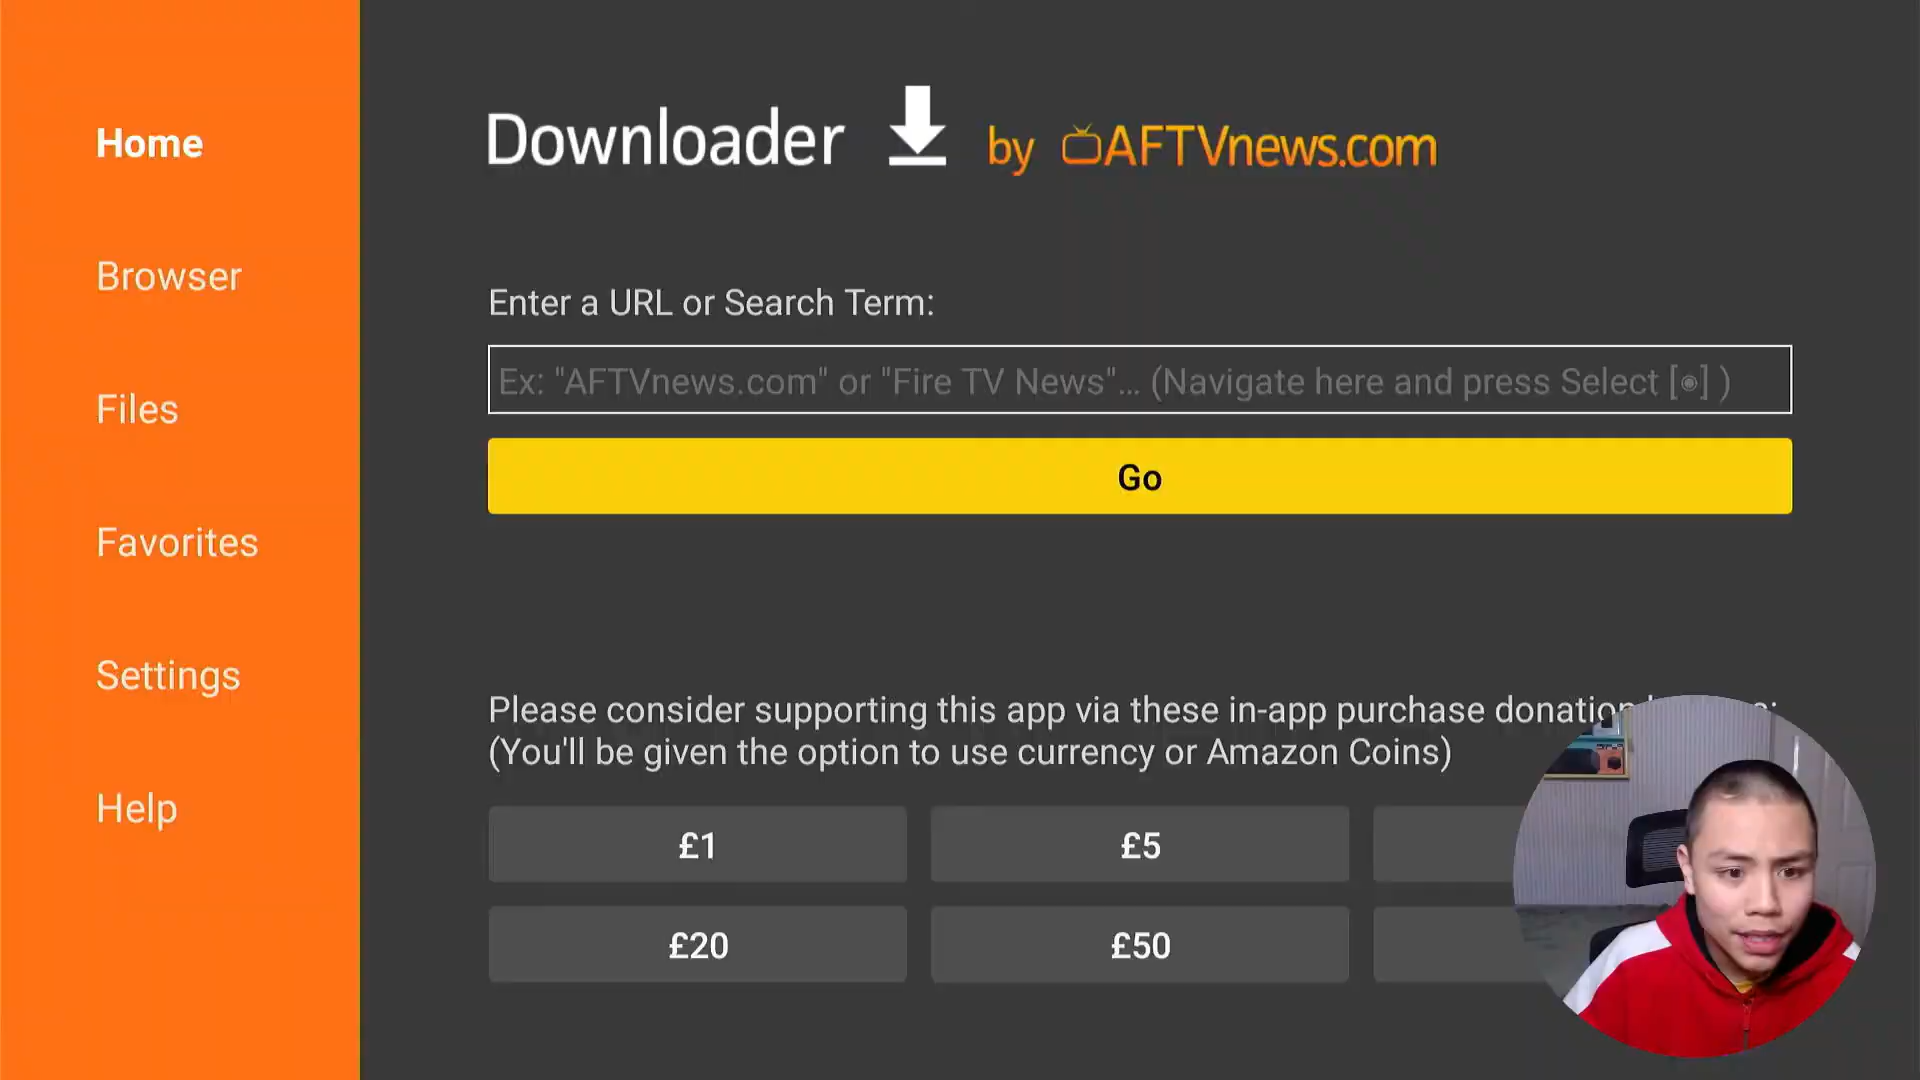 Home
Browser
Files
Favorites
Settings
Help
Downloader by AFTVnews.com
Enter a URL or Search Term:
Ex: "AFTVnews.com" or "Fire TV News"... (Navigate here and press Select [◉] )
Go
Please consider supporting this app via these in-app purchase donation
(You'll be given the option to use currency or Amazon Coins)
£1
£5
£20
£50